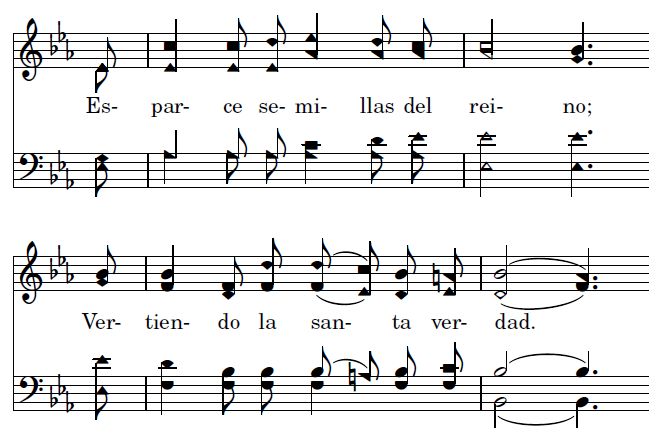 Es- par- ce se- mi- llas del rei- no;
Ver- tien- do la san- ta ver- dad.